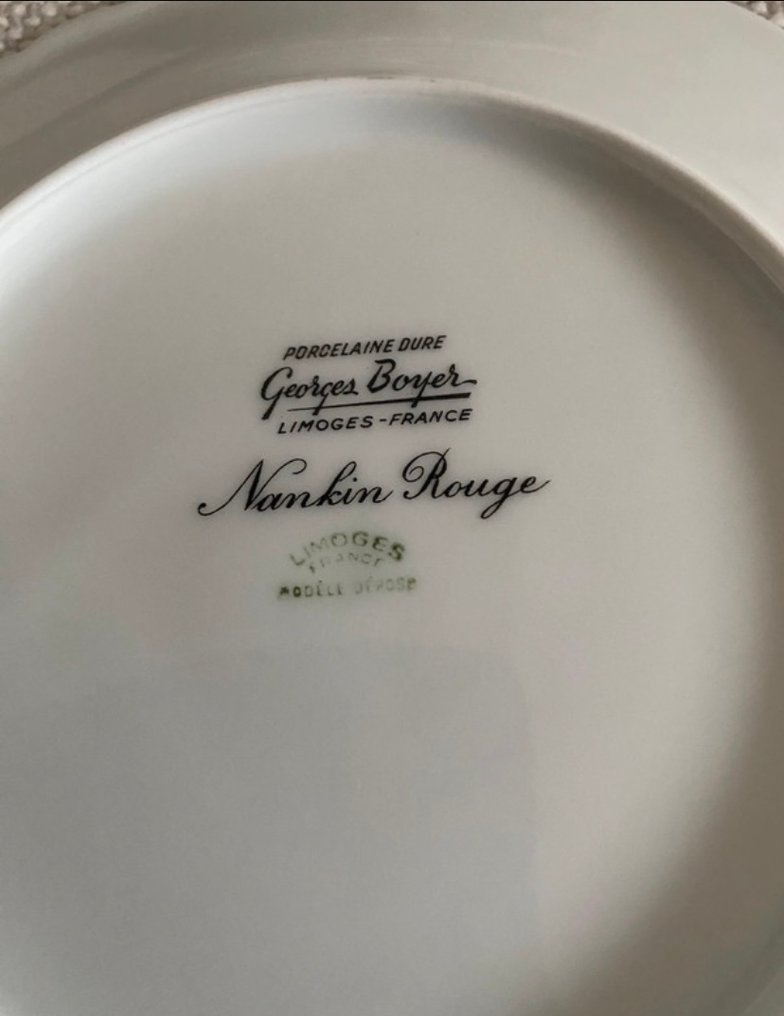 PORCELAINE DURE
Georges Boyer
LIMOGES-FRANCE
Nankin Rouge
LIMOGES
FRANCE
MODÈLE DÉPOSÉ